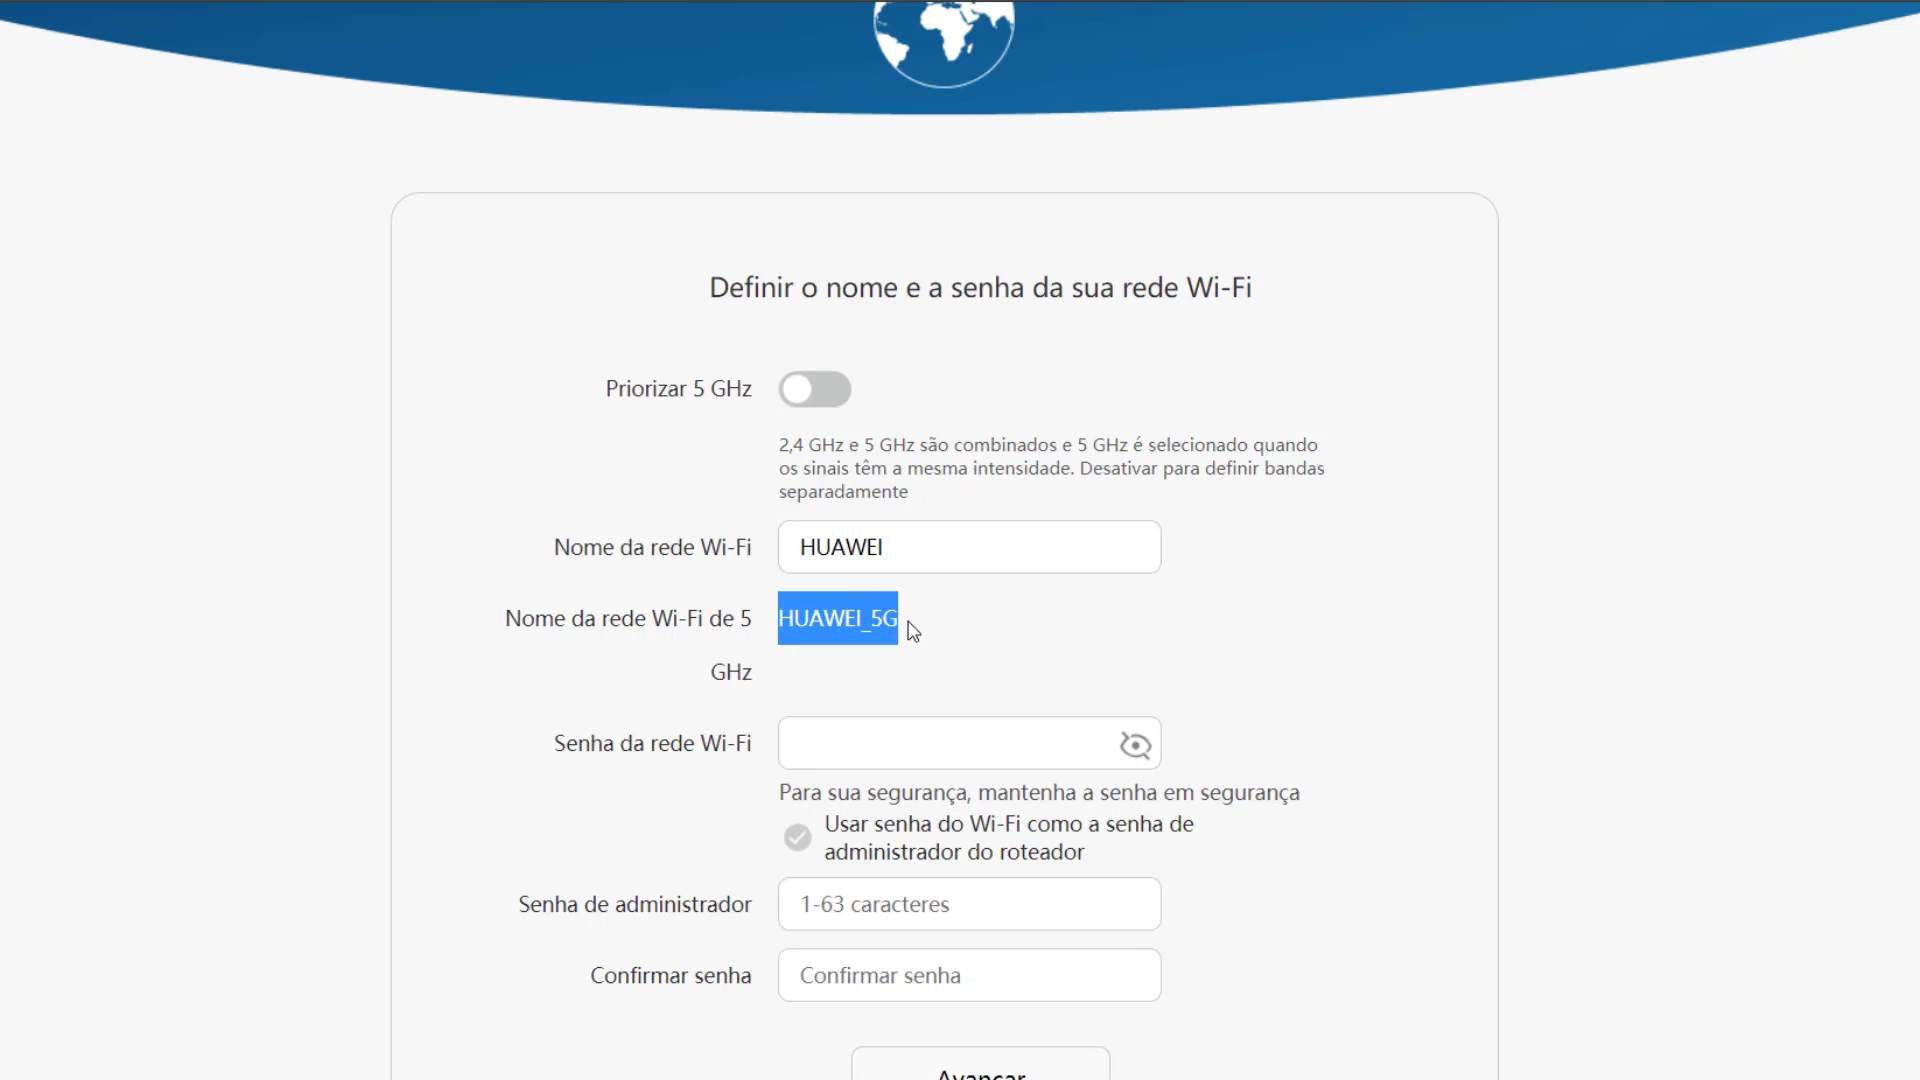 Definir o nome e a senha da sua rede Wi-Fi
Priorizar 5 GHz
2,4 GHz e 5 GHz são combinados e 5 GHz é selecionado quando
os sinais têm a mesma intensidade. Desativar para definir bandas
separadamente
Nome da rede Wi-Fi
HUAWEI
Nome da rede Wi-Fi de 5
GHz
HUAWEI_5G
Senha da rede Wi-Fi
Para sua segurança, mantenha a senha em segurança
Usar senha do Wi-Fi como a senha de
administrador do roteador
Senha de administrador
1-63 caracteres
Confirmar senha
Confirmar senha
Avançar